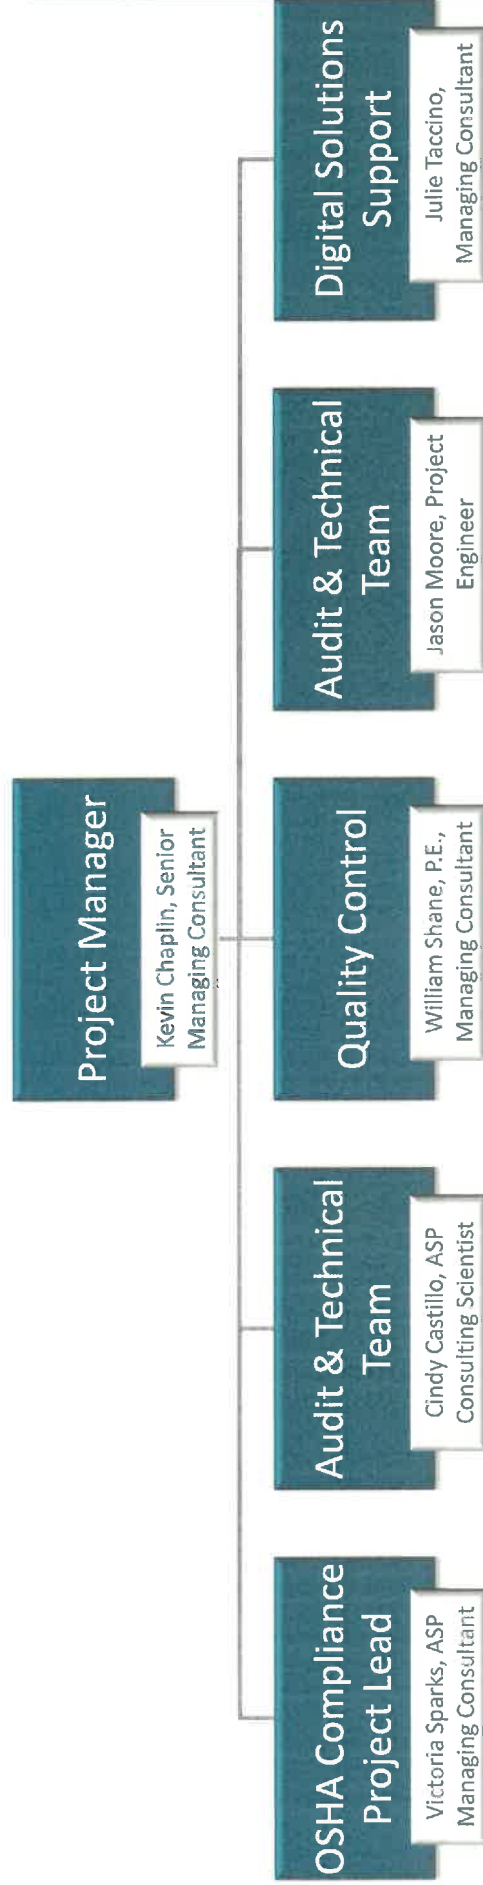 Project Manager
Kevin Chaplin, Senior
Managing Consultant
OSHA Compliance
Project Lead
Victoria Sparks, ASP
Managing Consultant
Audit & Technical
Team
Cindy Castillo, ASP
Consulting Scientist
Quality Control
William Shane, P.E.,
Managing Consultant
Audit & Technical
Team
Jason Moore, Project
Engineer
Digital Solutions
Support
Julie Taccino,
Managing Consultant